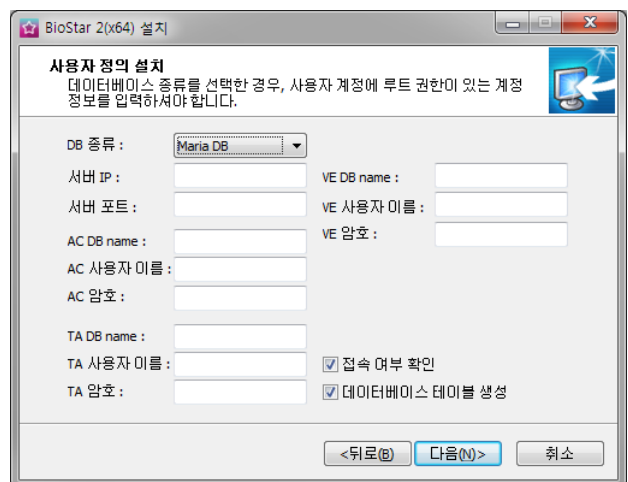 BioStar 2(x64) 설치
사용자 정의 설치
데이터베이스 종류를 선택한 경우, 사용자 계정에 루트 권한이 있는 계정
정보를 입력하셔야 합니다.
DB 종류 : Maria DB
서버 IP : VE DB name :
서버 포트 : VE 사용자 이름 :
VE 암호 :
AC DB name :
AC 사용자 이름 :
AC 암호 :
TA DB name :
TA 사용자 이름 : 접속 여부 확인
TA 암호 : 데이터베이스 테이블 생성
<뒤로(B) 다음(N)> 취소